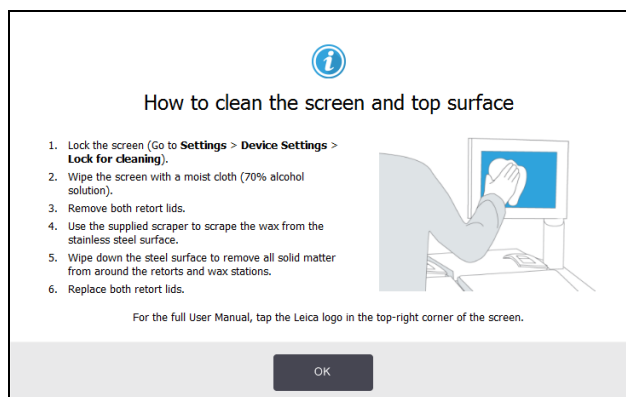 How to clean the screen and top surface
1. Lock the screen (Go to Settings > Device Settings >
Lock for cleaning).
2. Wipe the screen with a moist cloth (70% alcohol
solution).
3. Remove both retort lids.
4. Use the supplied scraper to scrape the wax from the
stainless steel surface.
5. Wipe down the steel surface to remove all solid matter
from around the retorts and wax stations.
6. Replace both retort lids.
For the full User Manual, tap the Leica logo in the top-right corner of the screen.
OK